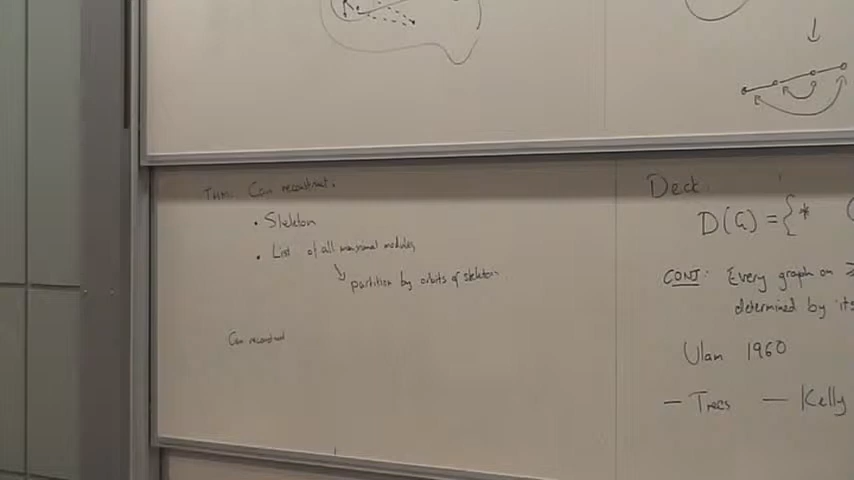 Thm: Can reconstruct:
• Skeleton
• List of all maximal modules
partition by orbits of skeleton
Can reconstruct
Deck.
D(G) = { *
CONJ: Every graph on ≥
determined by its
Ulam 1960
— Trees — Kelly